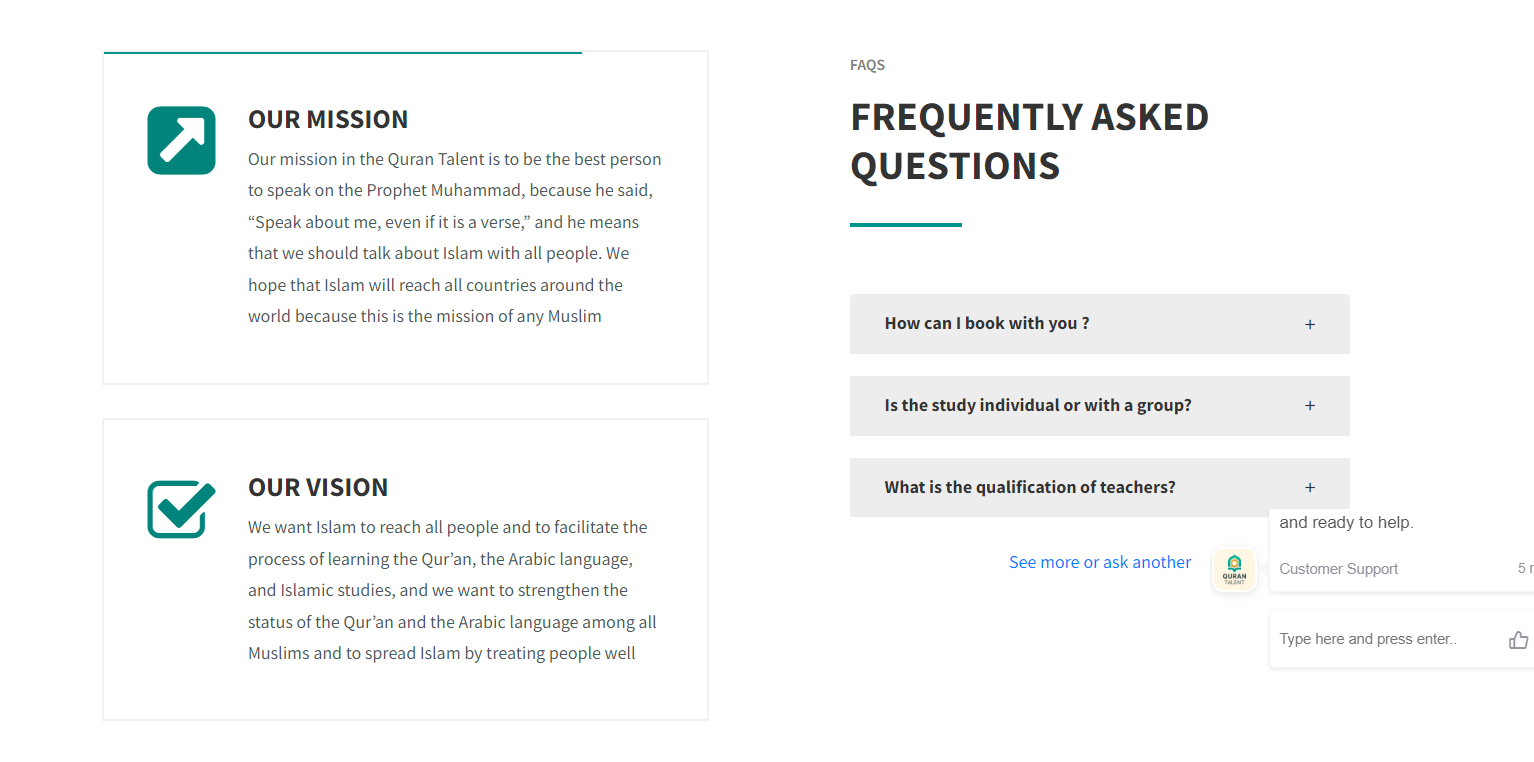 OUR MISSION
Our mission in the Quran Talent is to be the best person
to speak on the Prophet Muhammad, because he said,
“Speak about me, even if it is a verse,” and he means
that we should talk about Islam with all people. We
hope that Islam will reach all countries around the
world because this is the mission of any Muslim
OUR VISION
We want Islam to reach all people and to facilitate the
process of learning the Qur’an, the Arabic language,
and Islamic studies, and we want to strengthen the
status of the Qur’an and the Arabic language among all
Muslims and to spread Islam by treating people well
FAQS
FREQUENTLY ASKED
QUESTIONS
How can I book with you ? +
Is the study individual or with a group? +
What is the qualification of teachers? +
and ready to help.
See more or ask another
QURAN
TALENT
Customer Support 5
Type here and press enter..